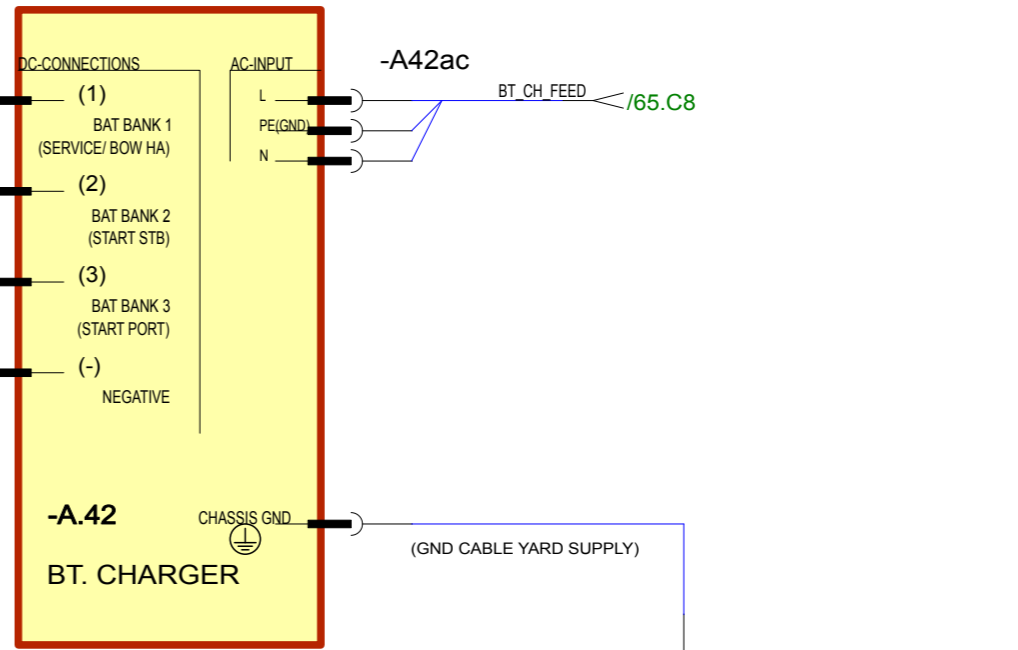 -A42ac
DC-CONNECTIONS
AC-INPUT
(1)
BAT BANK 1
(SERVICE/ BOW HA)
(2)
BAT BANK 2
(START STB)
(3)
BAT BANK 3
(START PORT)
(-)
NEGATIVE
L
PE(GND)
N
BT_CH_FEED
/65.C8
-A.42
BT. CHARGER
CHASSIS GND
(GND CABLE YARD SUPPLY)